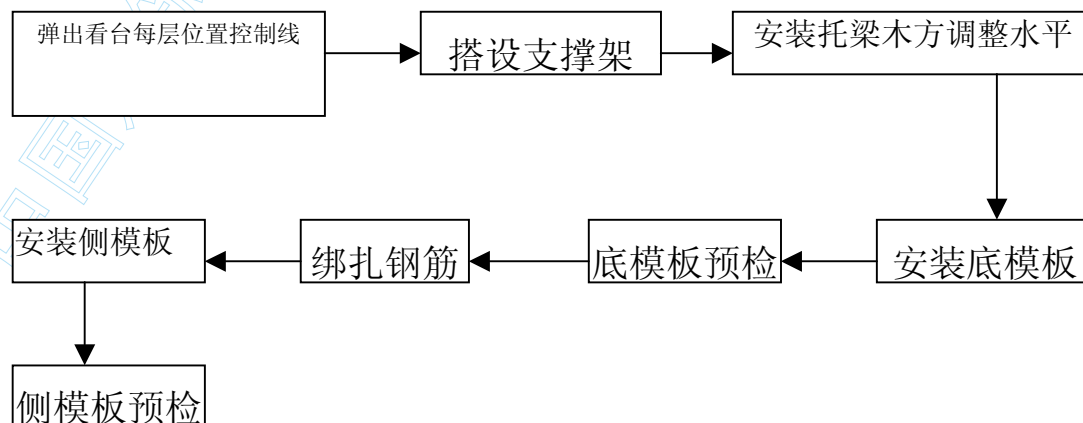 弹出看台每层位置控制线
搭设支撑架
安装托梁木方调整水平
安装底模板
底模板预检
绑扎钢筋
安装侧模板
侧模板预检